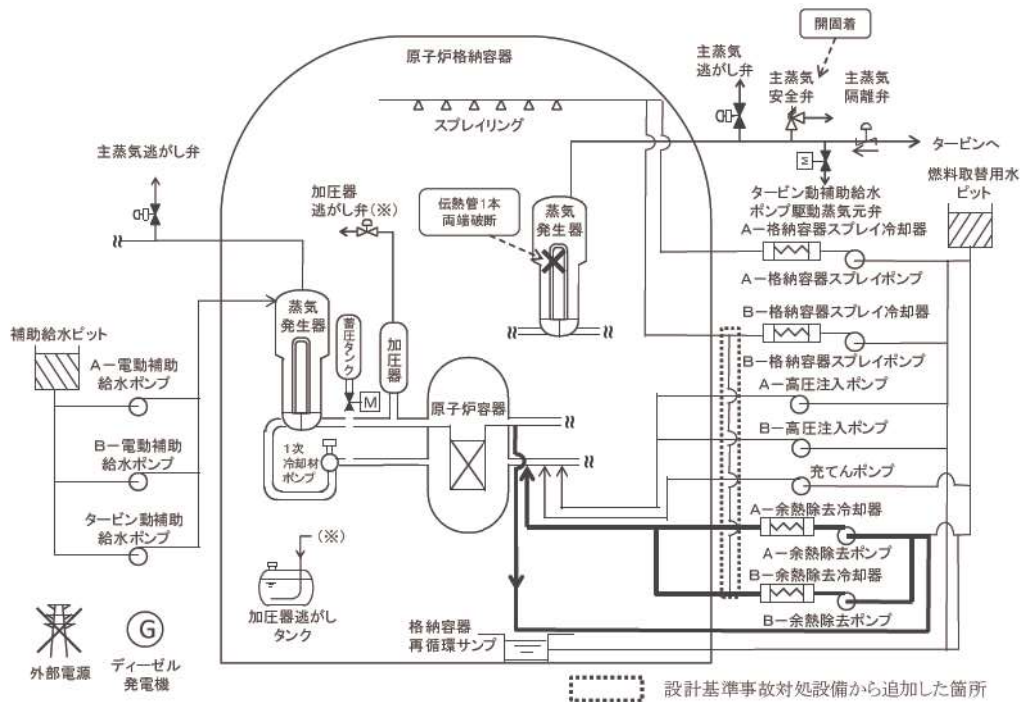 開固着
原子炉格納容器
主蒸気
逃がし弁
主蒸気
安全弁
主蒸気
隔離弁
スプレイリング
タービンへ
主蒸気逃がし弁
加圧器
逃がし弁(※)
伝熱管1本
両端破断
蒸気
発生器
M
タービン動補助給水
ポンプ駆動蒸気元弁
燃料取替用水
ピット
A-格納容器スプレイ冷却器
A-格納容器スプレイポンプ
B-格納容器スプレイ冷却器
B-格納容器スプレイポンプ
蒸気
発生器
蓄圧タンク
加圧器
M
原子炉容器
補助給水ピット
A-電動補助
給水ポンプ
B-電動補助
給水ポンプ
タービン動補助
給水ポンプ
A-高圧注入ポンプ
B-高圧注入ポンプ
充てんポンプ
1次
冷却材
ポンプ
A-余熱除去冷却器
A-余熱除去ポンプ
B-余熱除去冷却器
B-余熱除去ポンプ
(※)
加圧器逃がし
タンク
格納容器
再循環サンプ
外部電源
G
ディーゼル
発電機
設計基準事故対処設備から追加した箇所